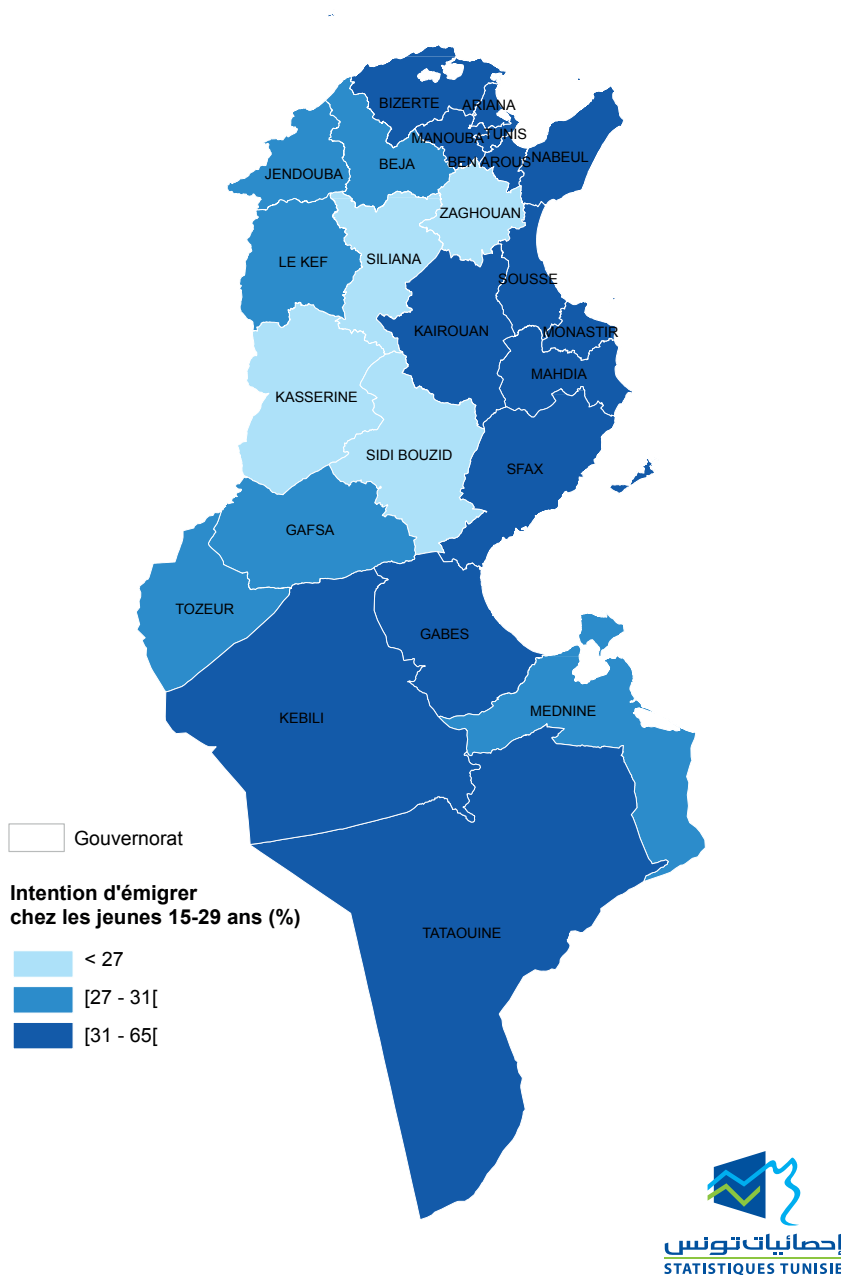 BIZERTE
ARIANA
MANOUBA
TUNIS
BEN AROUS
NABEUL
BEJA
JENDOUBA
ZAGHOUAN
LE KEF
SILIANA
SOUSSE
KAIROUAN
MONASTIR
MAHDIA
KASSERINE
SIDI BOUZID
SFAX
GAFSA
TOZEUR
GABES
KEBILI
MEDNINE
TATAOUINE
Gouvernorat
Intention d'émigrer
chez les jeunes 15-29 ans (%)
< 27
[27 - 31[
[31 - 65[
إحصائيات تونس
STATISTIQUES TUNISIE